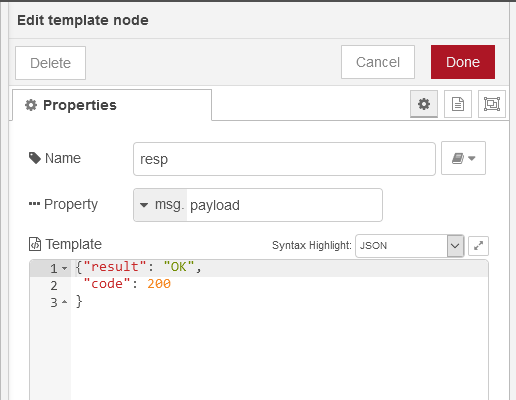 Edit template node
Delete
Cancel
Done
Properties
Name
resp
Property
msg. payload
Template
Syntax Highlight: JSON
1 {"result": "OK",
2 "code": 200
3 }